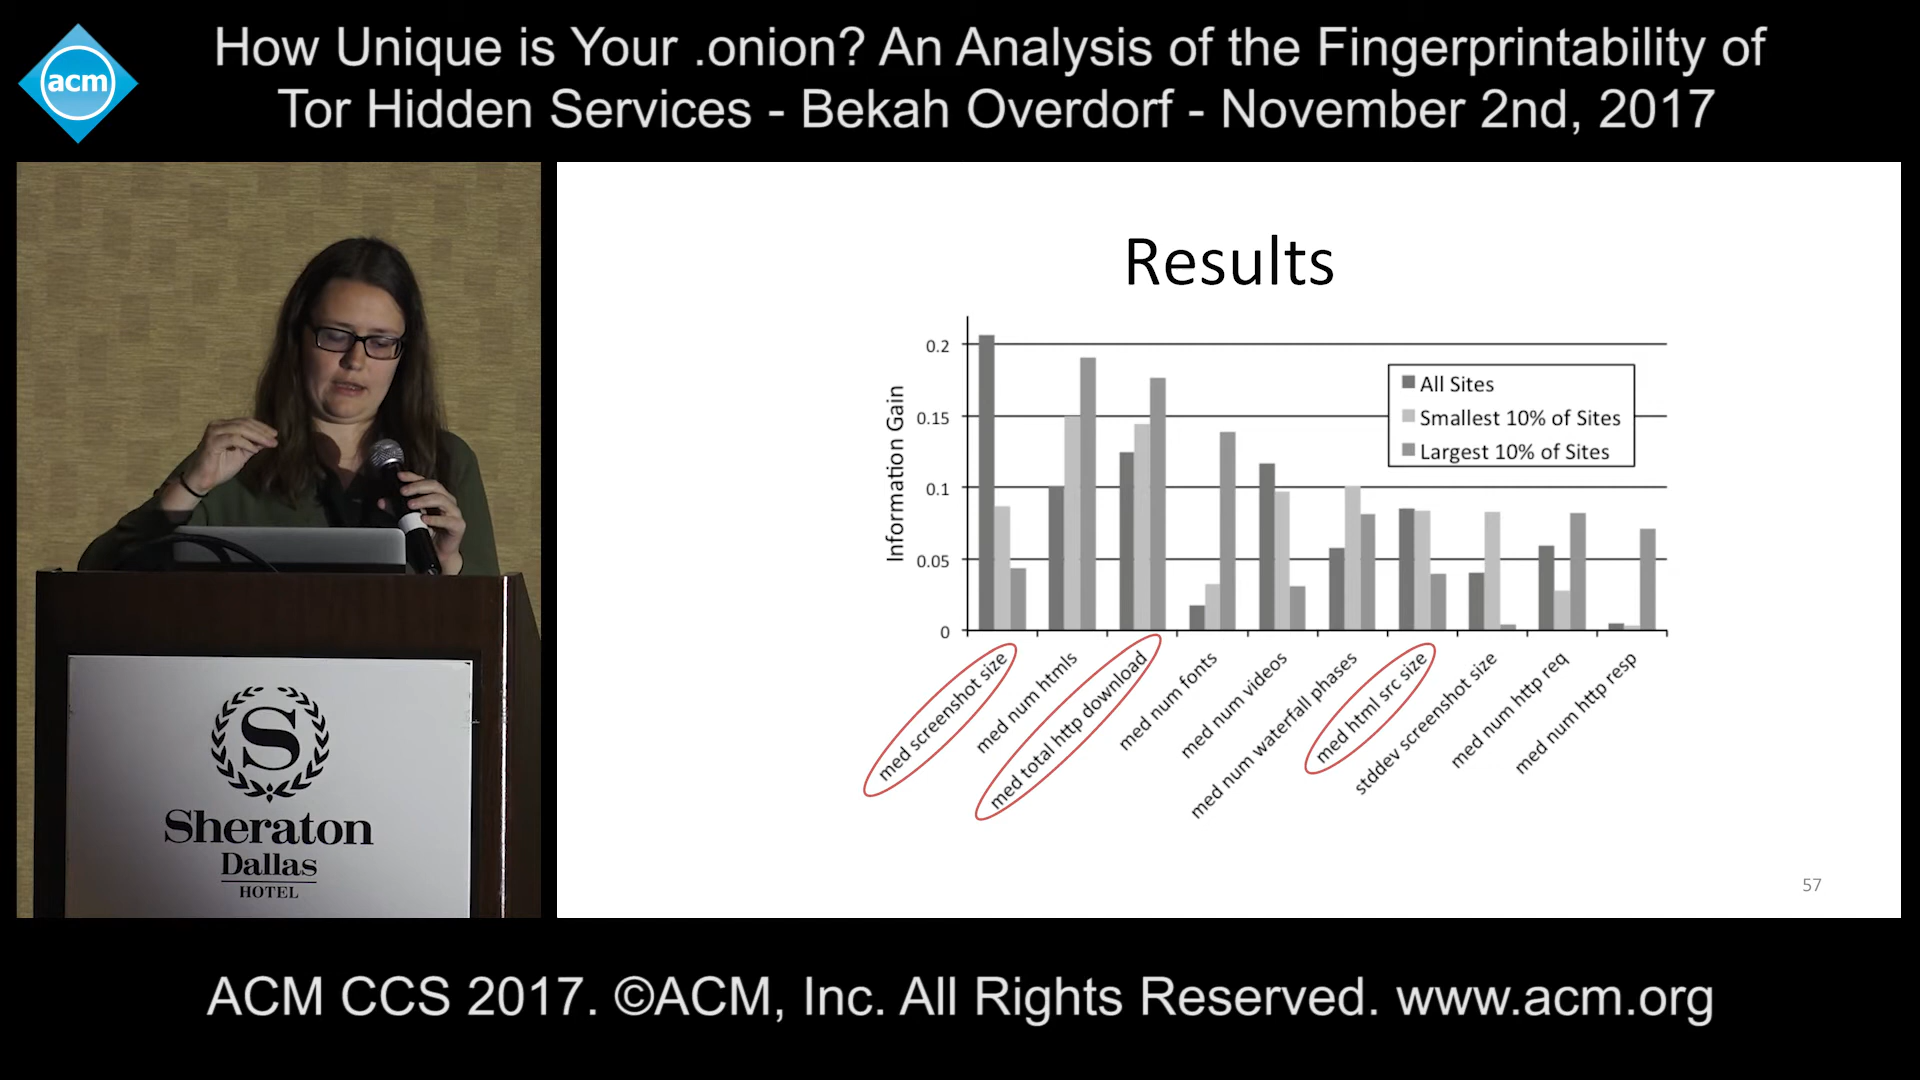 acm
How Unique is Your .onion? An Analysis of the Fingerprintability of
Tor Hidden Services - Bekah Overdorf - November 2nd, 2017
S
Sheraton
Dallas
HOTEL
Results
Information Gain
0.2
0.15
0.1
0.05
0
All Sites
Smallest 10% of Sites
Largest 10% of Sites
med screenshot size
med num htmls
med total http download
med num fonts
med num videos
med num waterfall phases
med html src size
stddev screenshot size
med num http req
med num http resp
57
ACM CCS 2017. ©ACM, Inc. All Rights Reserved. www.acm.org